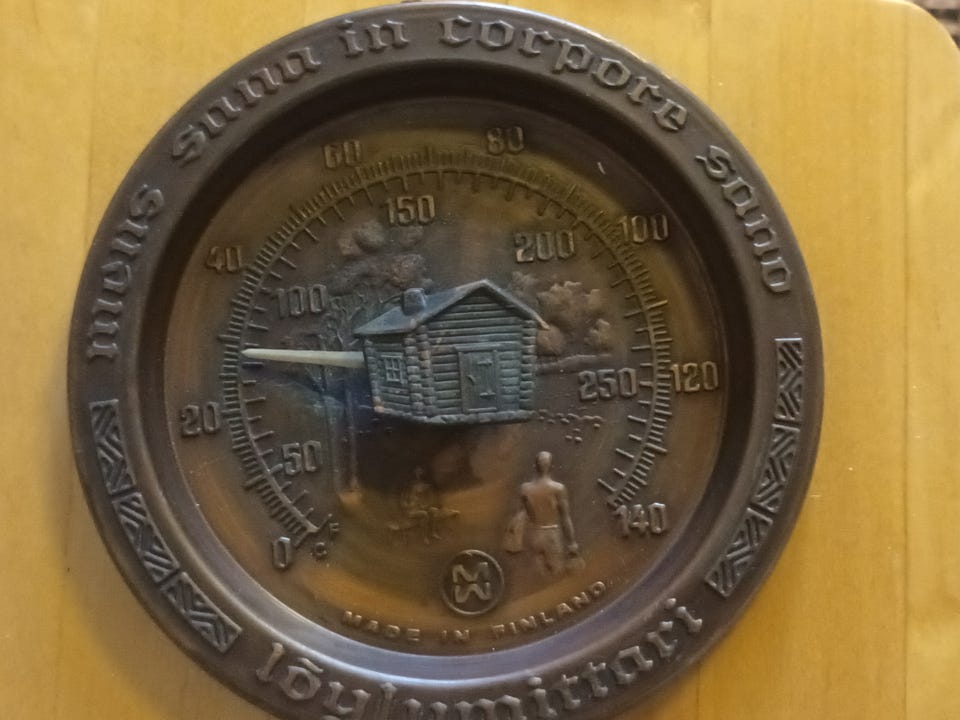 mens sana in corpore sano
60 80
40 150 100
100 200
20 250 120
50
0 F 140
C
MW
MADE IN FINLAND
löylymittari